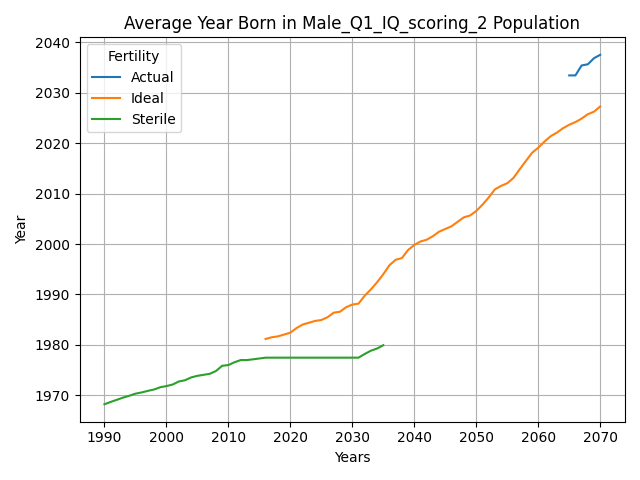 Average Year Born in Male_Q1_IQ_scoring_2 Population
2040
2030
2020
2010
2000
1990
1980
1970
Year
Fertility
Actual
Ideal
Sterile
1990 2000 2010 2020 2030 2040 2050 2060 2070
Years